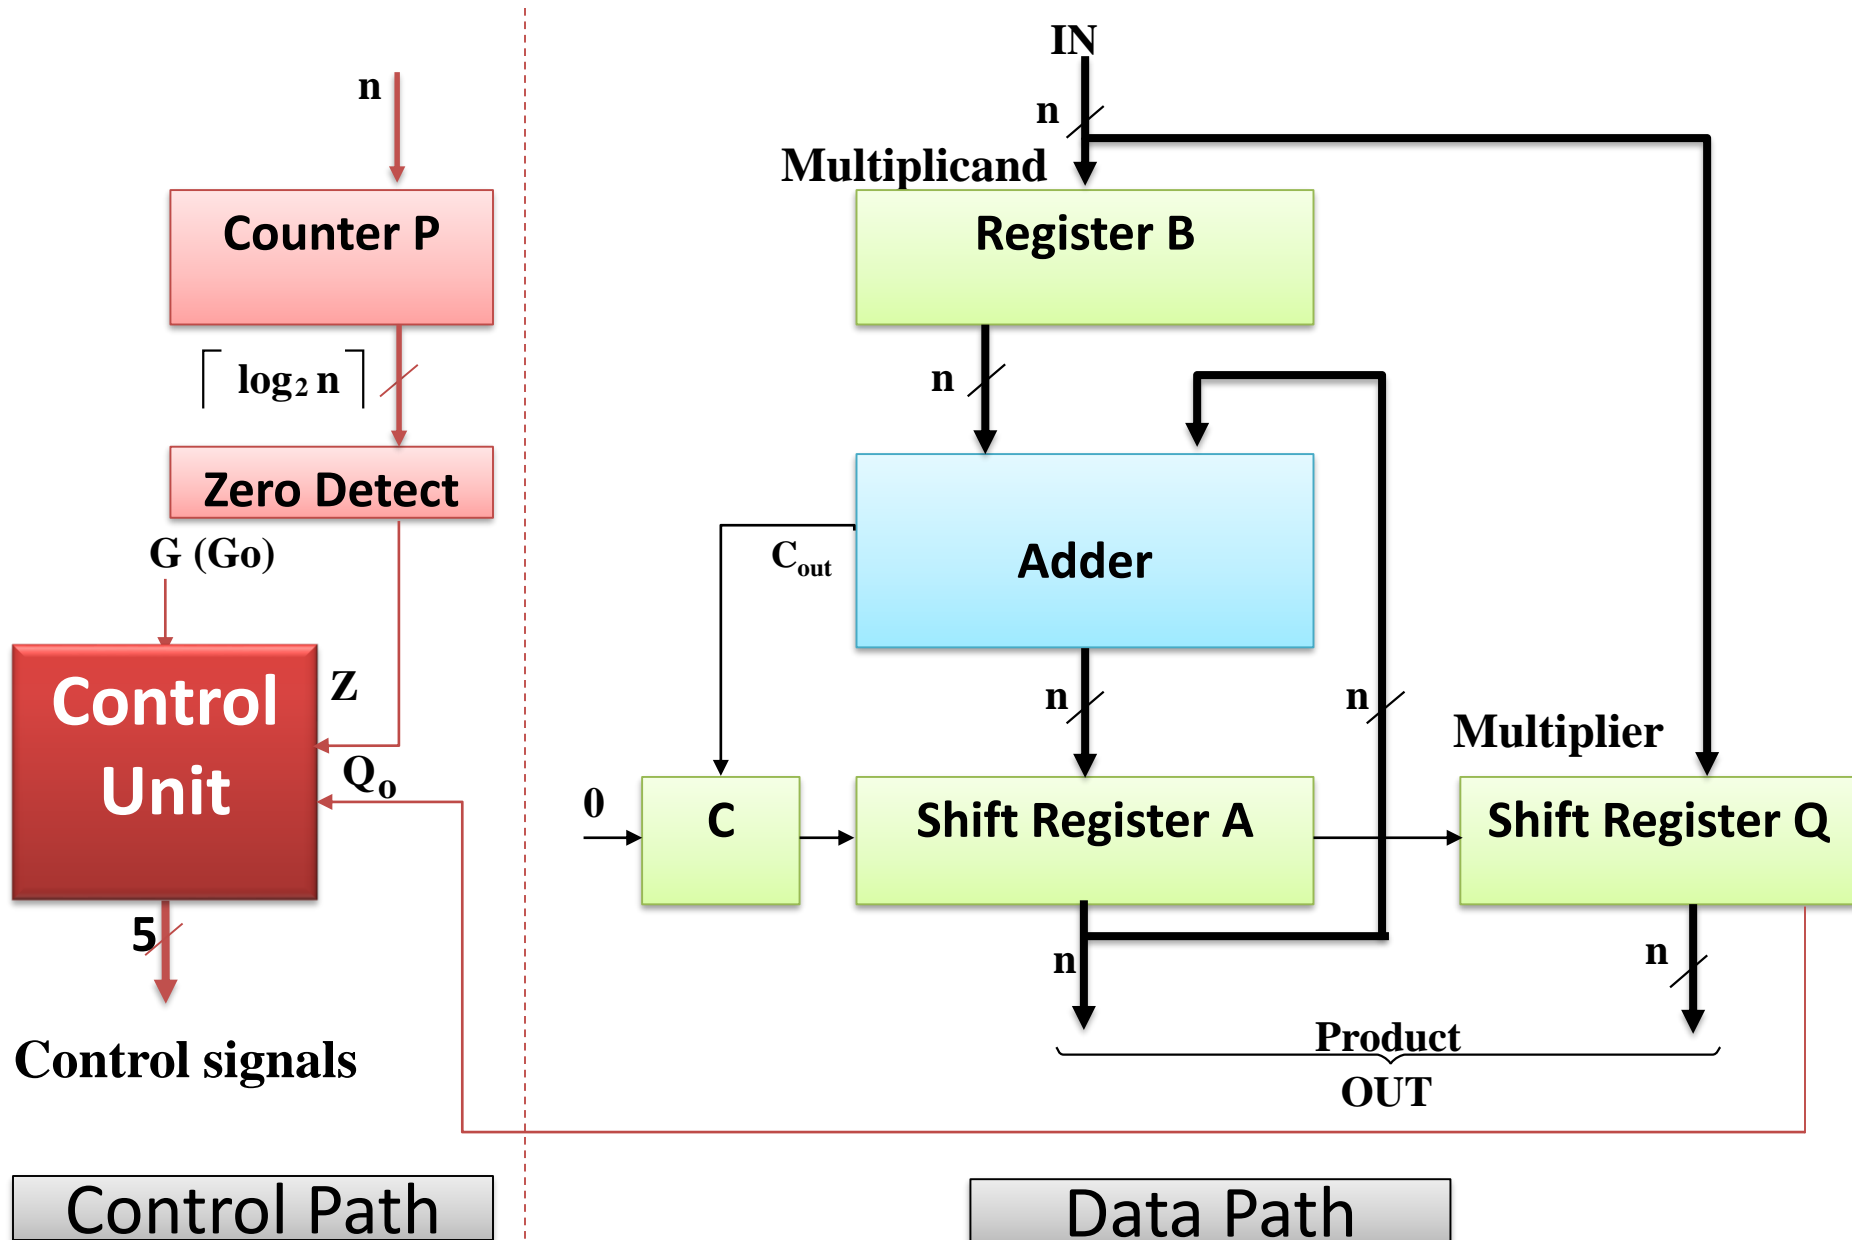 n
Counter P
⌈ log₂ n ⌉
Zero Detect
G (Go)
Control
Unit
Z
Qₒ
5
Control signals
Control Path
IN
n
Multiplicand
Register B
n
Adder
Cout
n
n
Multiplier
0
C
Shift Register A
Shift Register Q
n
n
Product
OUT
Data Path